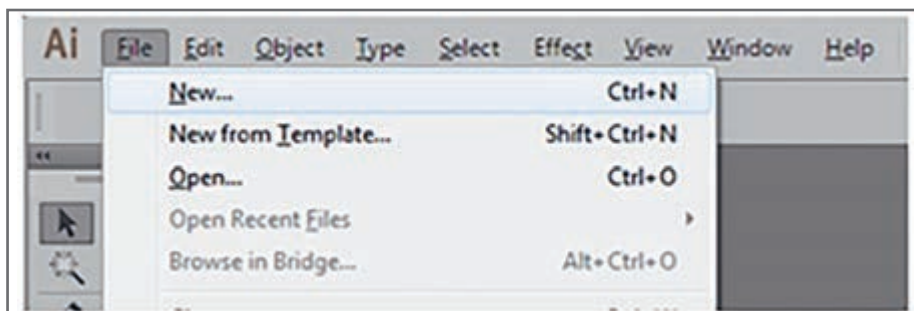 Ai File Edit Object Type Select Effect View Window Help
New... Ctrl+N
New from Template... Shift+Ctrl+N
Open... Ctrl+O
Open Recent Files
Browse in Bridge... Alt+Ctrl+O